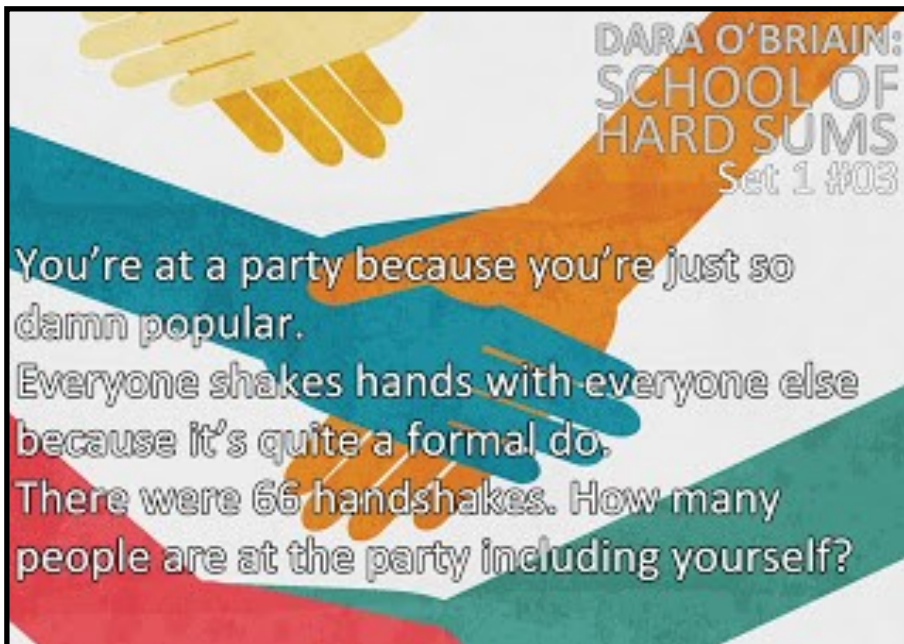 DARA O’BRIAIN:
SCHOOL OF
HARD SUMS
Set 1 #03
You’re at a party because you’re just so
damn popular.
Everyone shakes hands with everyone else
because it’s quite a formal do.
There were 66 handshakes. How many
people are at the party including yourself?